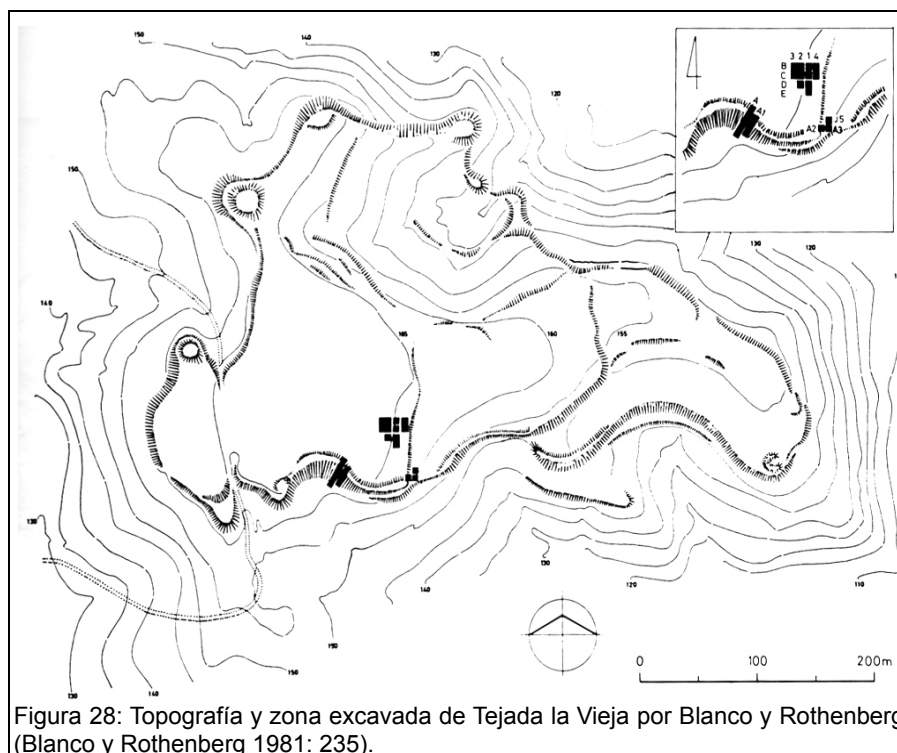 150
140
130
120
3 2 1 4
B
C
D
E
A
A1
A2
JS
A3
150
130
120
140
165
160
155
130
140
130
120
110
150
150
130
140
0 100 200m
Figura 28: Topografía y zona excavada de Tejada la Vieja por Blanco y Rothenberg
(Blanco y Rothenberg 1981: 235).